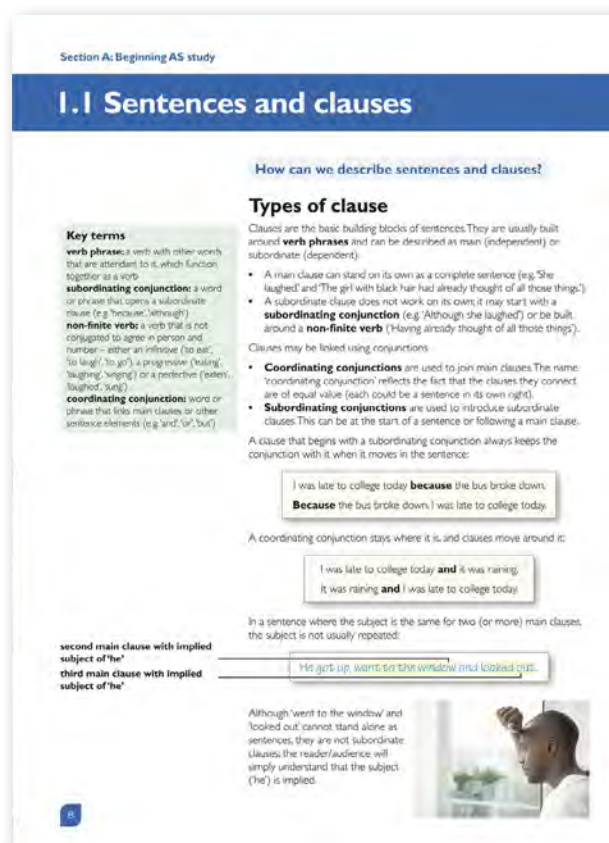 Section A: Beginning AS study
1.1 Sentences and clauses
How can we describe sentences and clauses?
Types of clause
Clauses are the basic building blocks of sentences. They are usually built
around verb phrases and can be described as main (independent) or
subordinate (dependent):
• A main clause can stand on its own as a complete sentence (e.g. 'She
laughed' and 'The girl with black hair had already thought of all those things').
• A subordinate clause does not work on its own; it may start with a
subordinating conjunction (e.g. 'Although she laughed') or be built
around a non-finite verb ('Having already thought of all those things').
Clauses may be linked using conjunctions
• Coordinating conjunctions are used to join main clauses. The name
'coordinating conjunction' reflects the fact that the clauses they connect
are of equal value (each could be a sentence in its own right).
• Subordinating conjunctions are used to introduce subordinate
clauses. This can be at the start of a sentence or following a main clause.
A clause that begins with a subordinating conjunction always keeps the
conjunction with it when it moves in the sentence:
I was late to college today because the bus broke down.
Because the bus broke down, I was late to college today.
A coordinating conjunction stays where it is, and clauses move around it:
I was late to college today and it was raining.
It was raining and I was late to college today.
In a sentence where the subject is the same for two (or more) main clauses,
the subject is not usually repeated:
He got up, went to the window and looked out.
Although 'went to the window' and
'looked out' cannot stand alone as
sentences, they are not subordinate
clauses; the reader/audience will
simply understand that the subject
('he') is implied.
Key terms
verb phrase: a verb with other words
that are attendant to it, which function
together as a verb
subordinating conjunction: a word
or phrase that opens a subordinate
clause (e.g. 'because', 'although')
non-finite verb: a verb that is not
conjugated to agree in person and
number – either an infinitive ('to eat',
'to laugh', 'to go'), a progressive ('eating',
'laughing', 'singing') or a perfective ('eaten',
'laughed', 'sung')
coordinating conjunction: word or
phrase that links main clauses or other
sentence elements (e.g. 'and', 'or', 'but')
second main clause with implied
subject of 'he'
third main clause with implied
subject of 'he'
8